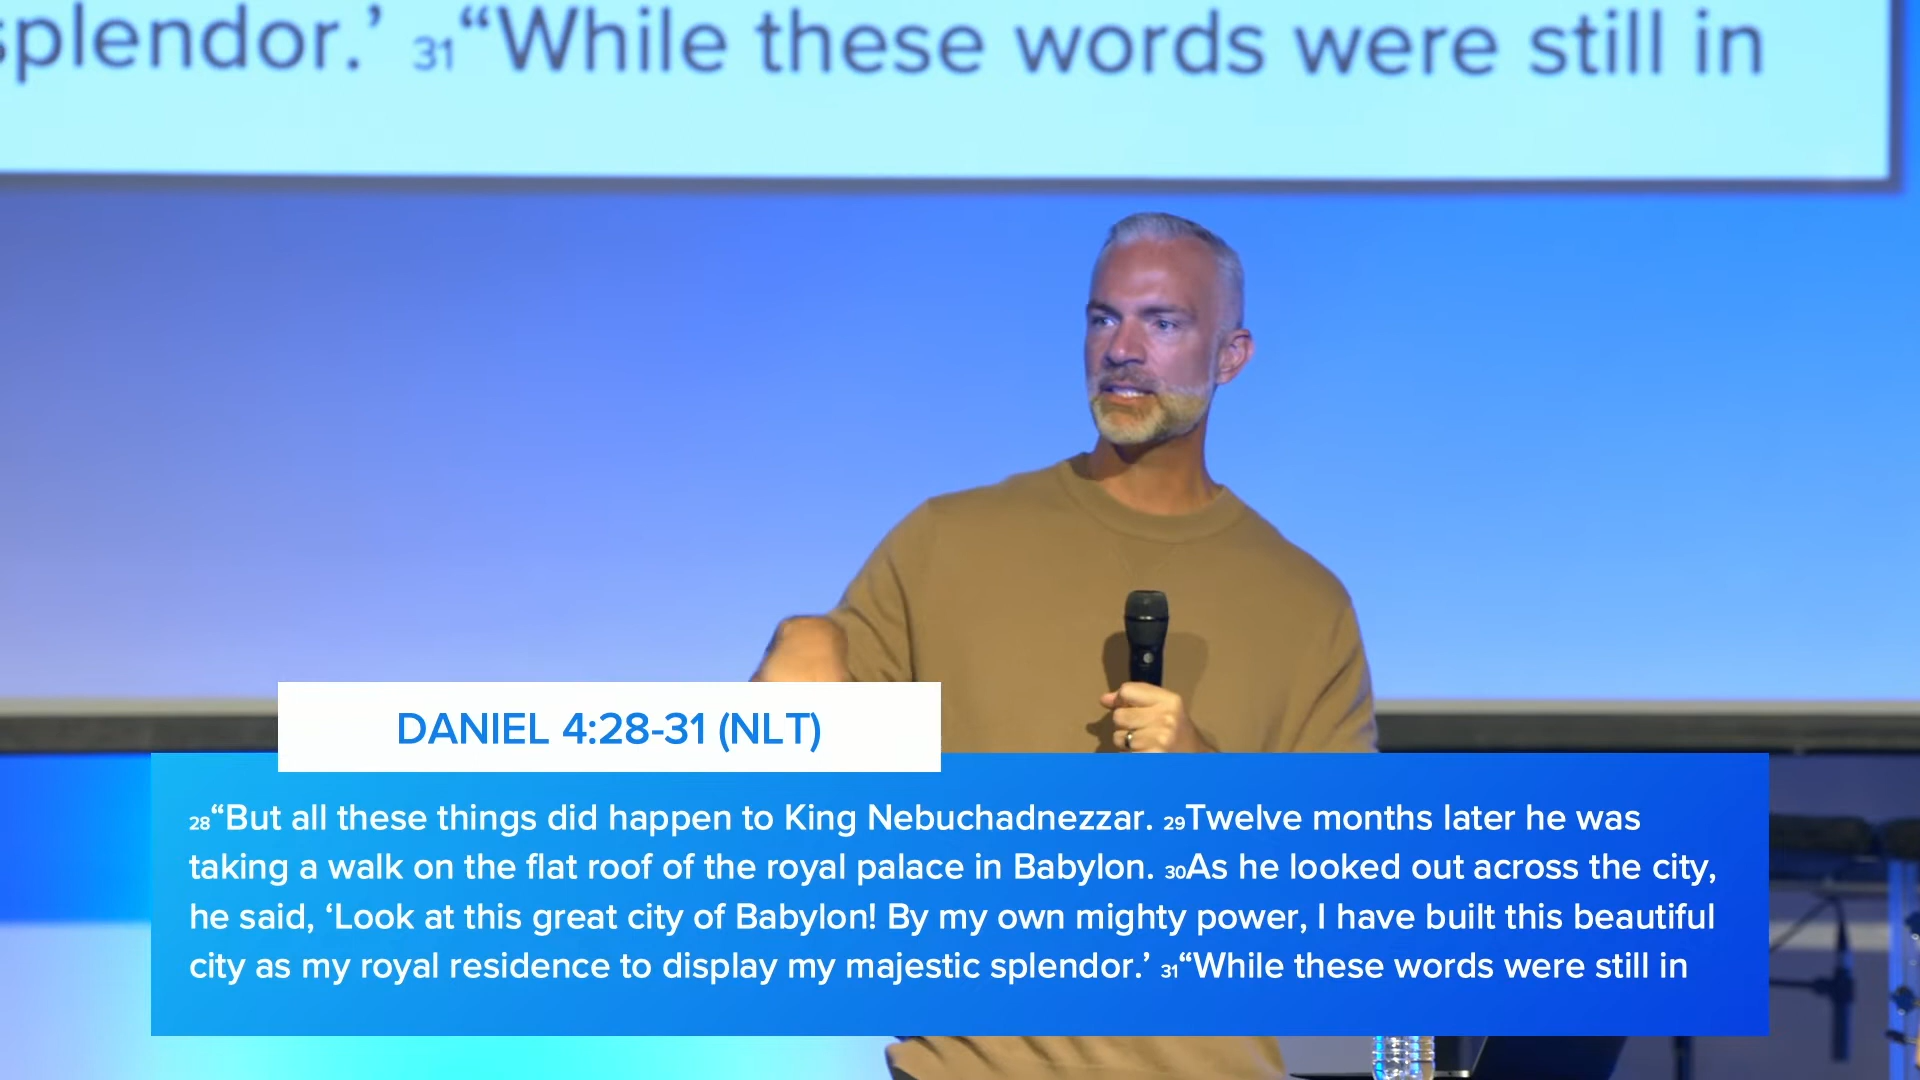 splendor.’ 31“While these words were still in
DANIEL 4:28-31 (NLT)
28“But all these things did happen to King Nebuchadnezzar. 29Twelve months later he was
taking a walk on the flat roof of the royal palace in Babylon. 30As he looked out across the city,
he said, ‘Look at this great city of Babylon! By my own mighty power, I have built this beautiful
city as my royal residence to display my majestic splendor.’ 31“While these words were still in